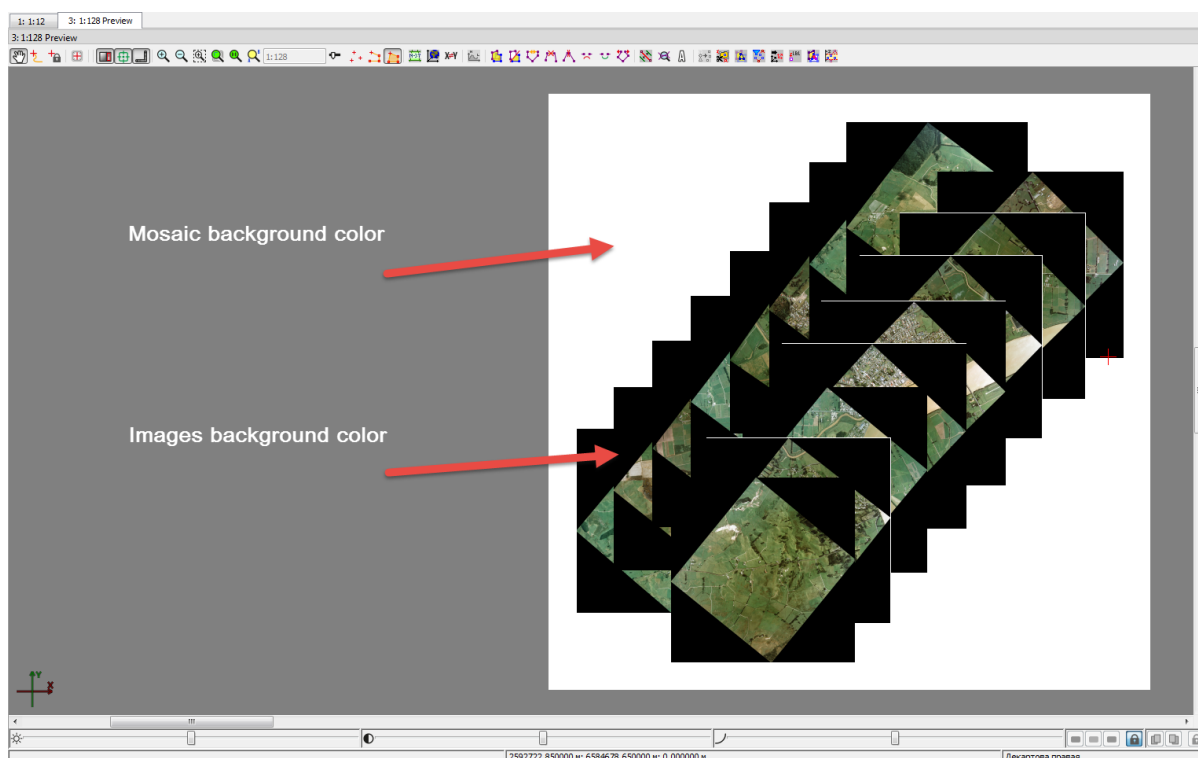 1: 1:12
3: 1:128 Preview
3: 1:128 Preview
1:128
Mosaic background color
Images background color
Y
X
2592722.850000 м; 6584678.650000 м; 0.000000 м
Декартова правая